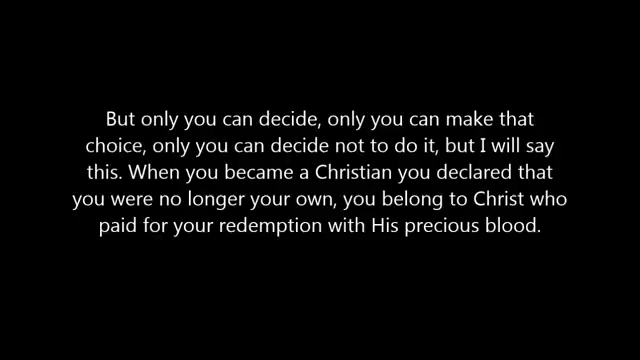 But only you can decide, only you can make that
choice, only you can decide not to do it, but I will say
this. When you became a Christian you declared that
you were no longer your own, you belong to Christ who
paid for your redemption with His precious blood.